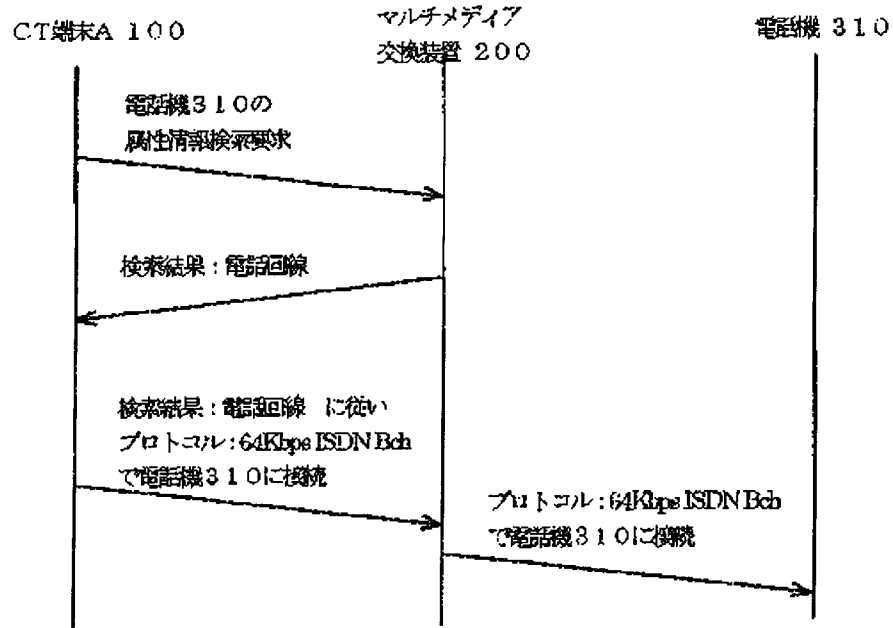 CT端末A 100
マルチメディア
交換装置 200
電話機 310
電話機310の
属性情報検索要求
検索結果:電話回線
検索結果:電話回線 に従い
プロトコル:64Kbps ISDN Bch
で電話機310に接続
プロトコル:64Kbps ISDN Bch
で電話機310に接続